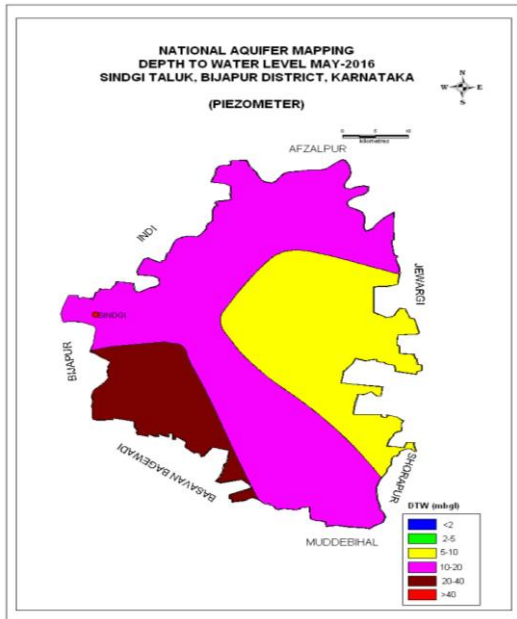 NATIONAL AQUIFER MAPPING
DEPTH TO WATER LEVEL MAY-2016
SINDGI TALUK, BIJAPUR DISTRICT, KARNATAKA
(PIEZOMETER)
N
W E
S
kilometres
AFZALPUR
INDI
JEWARGI
SINDGI
BIJAPUR
BASAVAN BAGEWADI
SHORAPUR
MUDDEBIHAL
DTW (mbgl)
<2
2-5
5-10
10-20
20-40
>40